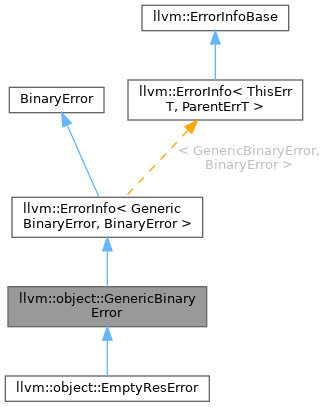 llvm::ErrorInfoBase
llvm::ErrorInfo< ThisErr
T, ParentErrT >
BinaryError
< GenericBinaryError,
BinaryError >
llvm::ErrorInfo< Generic
BinaryError, BinaryError >
llvm::object::GenericBinary
Error
llvm::object::EmptyResError